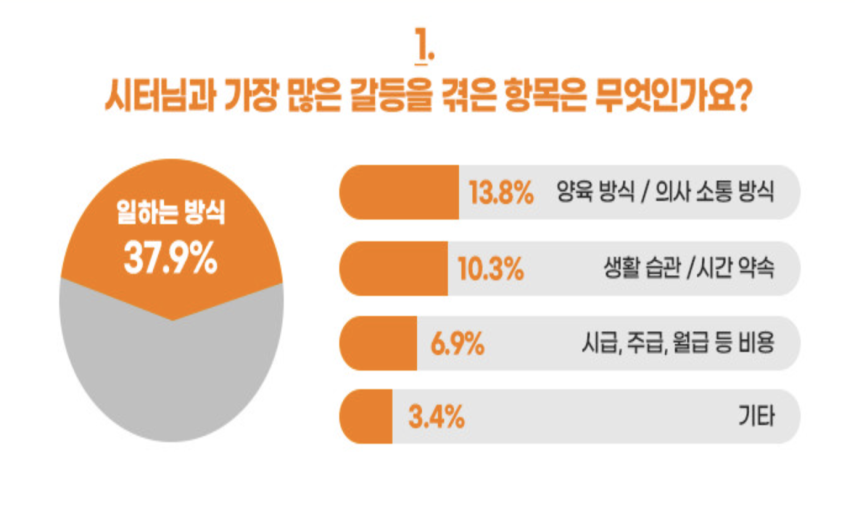 1.
시터님과 가장 많은 갈등을 겪은 항목은 무엇인가요?
일하는 방식
37.9%
13.8% 양육 방식 / 의사 소통 방식
10.3% 생활 습관 /시간 약속
6.9% 시급, 주급, 월급 등 비용
3.4% 기타